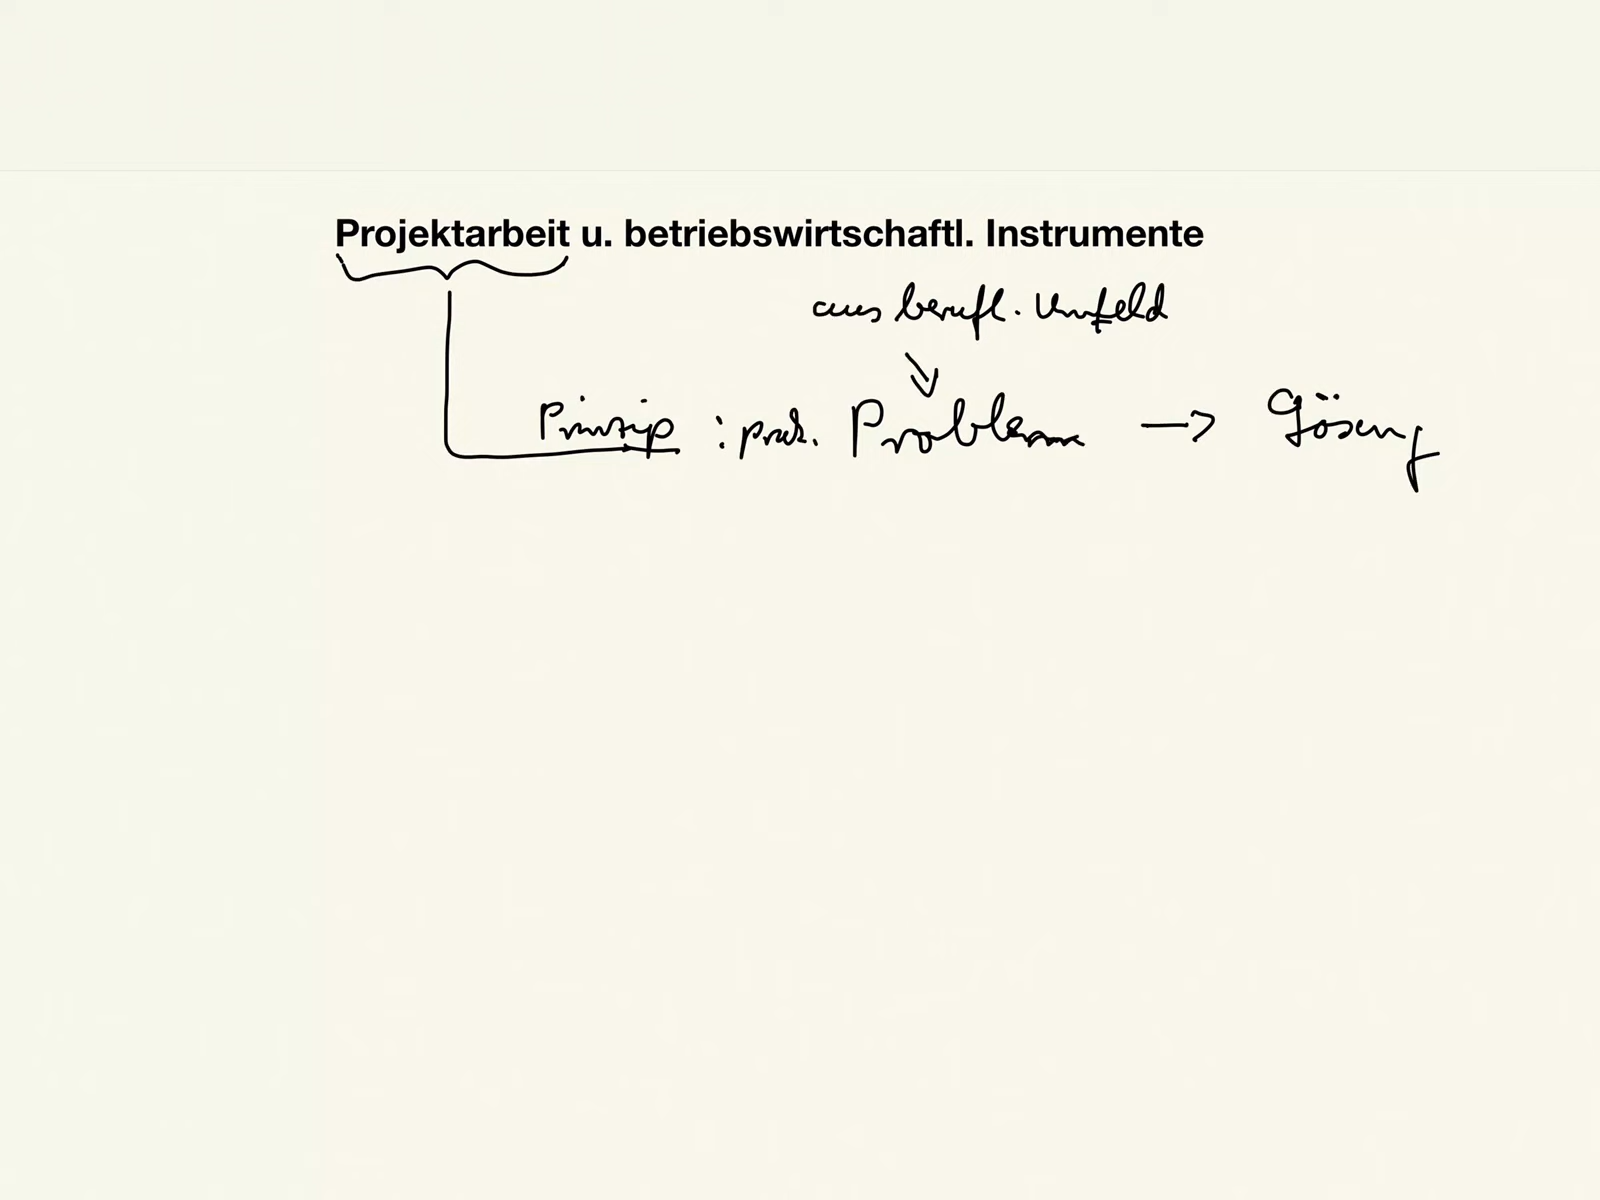 Projektarbeit u. betriebswirtschaftl. Instrumente
aus berufl. Umfeld
Prinzip : prak. Problem → Lösung